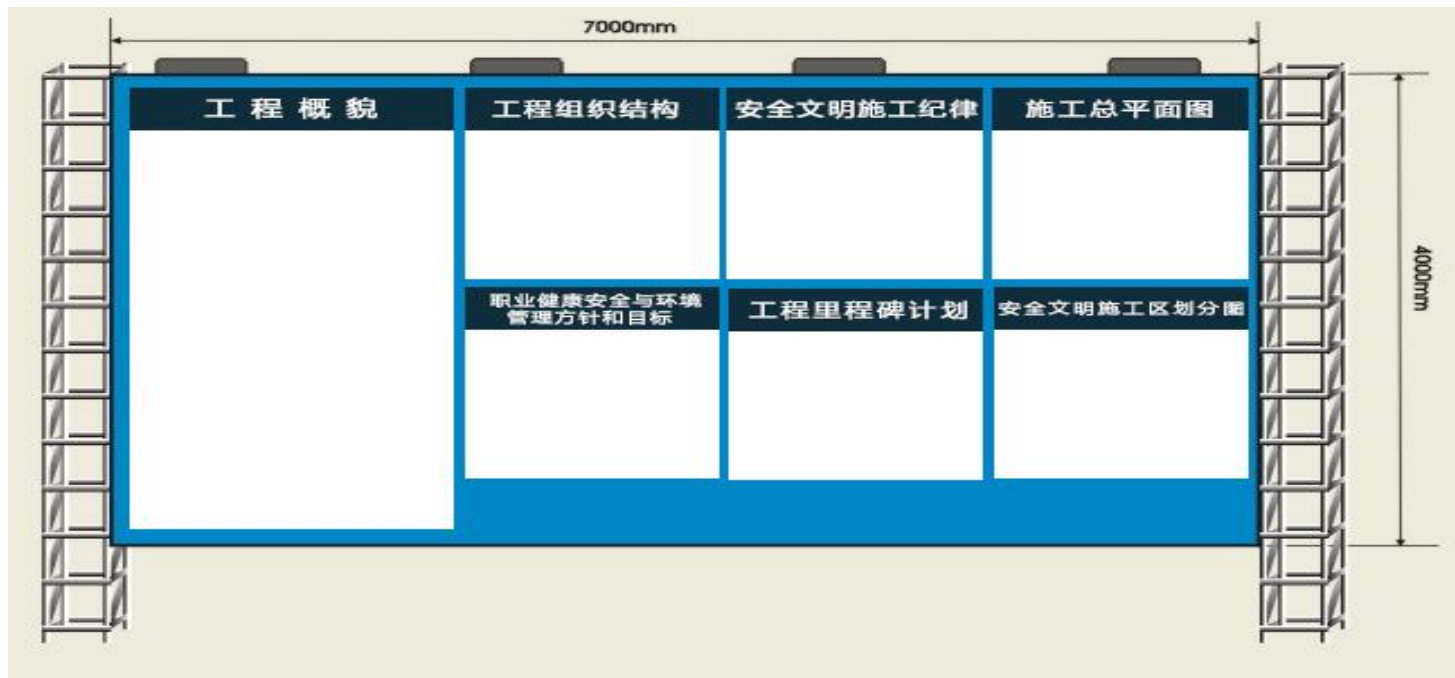 7000mm
工程概貌
工程组织结构
安全文明施工纪律
施工总平面图
4000mm
职业健康安全与环境
管理方针和目标
工程里程碑计划
安全文明施工区划分图